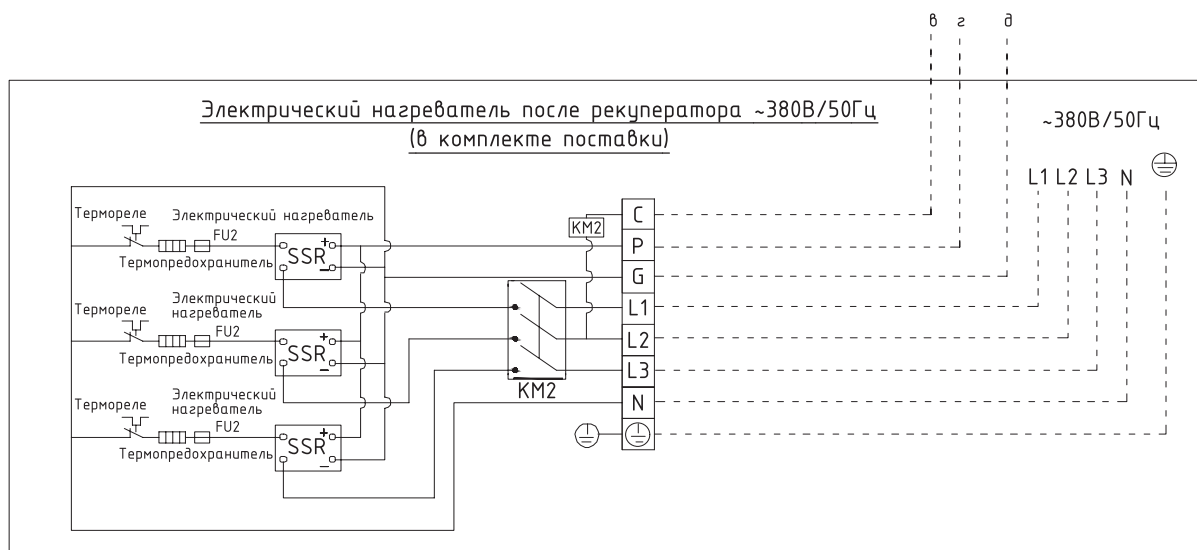 в г д
Электрический нагреватель после рекуператора ~380В/50Гц
(в комплекте поставки)
~380В/50Гц
L1 L2 L3 N
Термореле
Электрический нагреватель
FU2
Термопредохранитель
SSR
+
−
Термореле
Электрический
нагреватель
FU2
Термопредохранитель
SSR
+
−
Термореле
Электрический
нагреватель
FU2
Термопредохранитель
SSR
+
−
KM2
KM2
C
P
G
L1
L2
L3
N